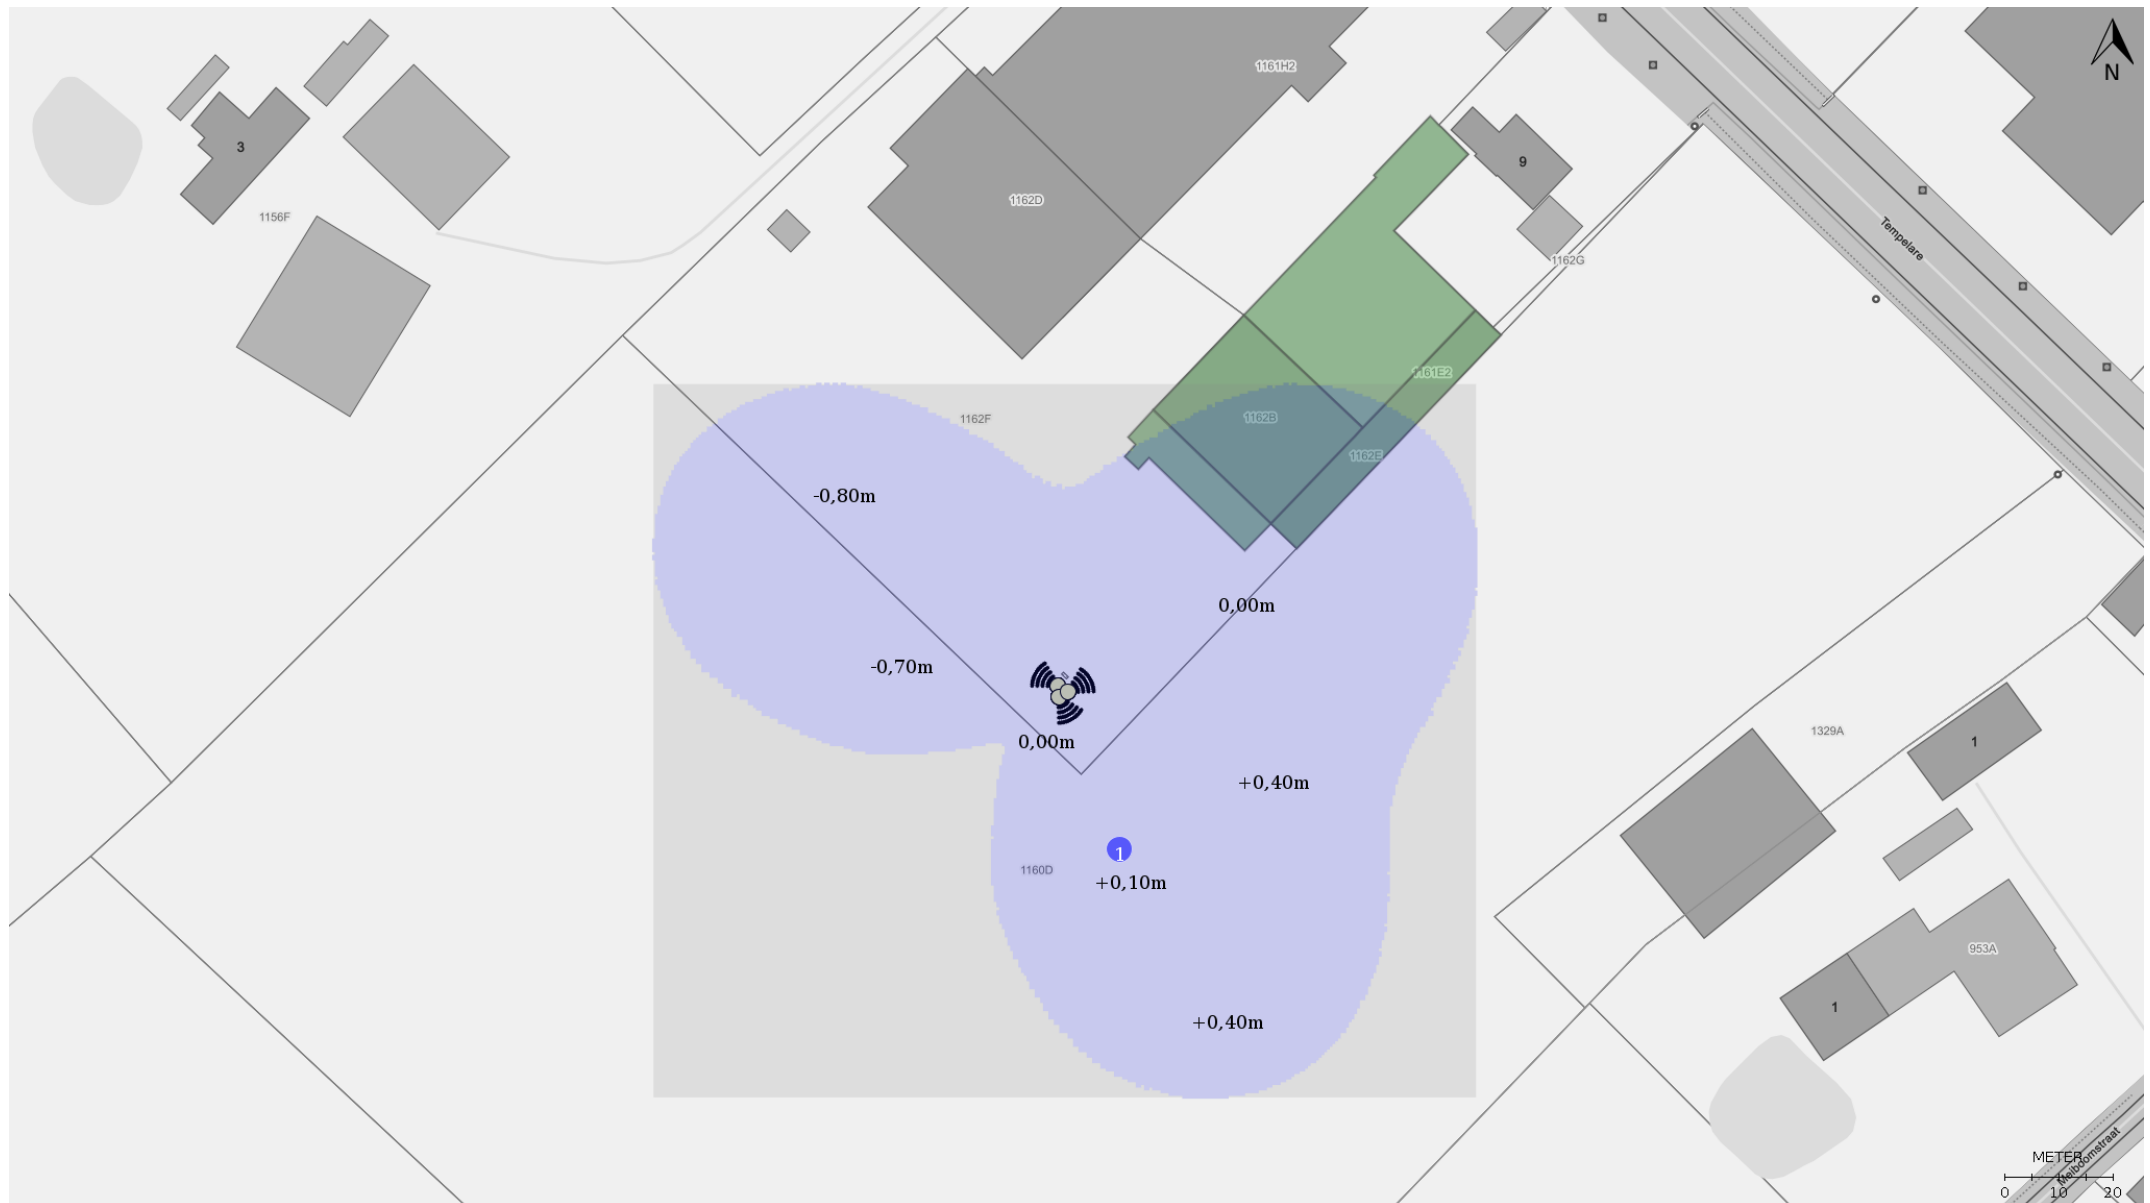 N
1161H2
3
9
1162D
1156F
Tempelare
1162G
1161E2
1162F
1162B
1162E
-0,80m
0,00m
-0,70m
0,00m
1329A
1
+0,40m
1
1160D
+0,10m
953A
1
+0,40m
Meiboomstraat
METER
0 10 20